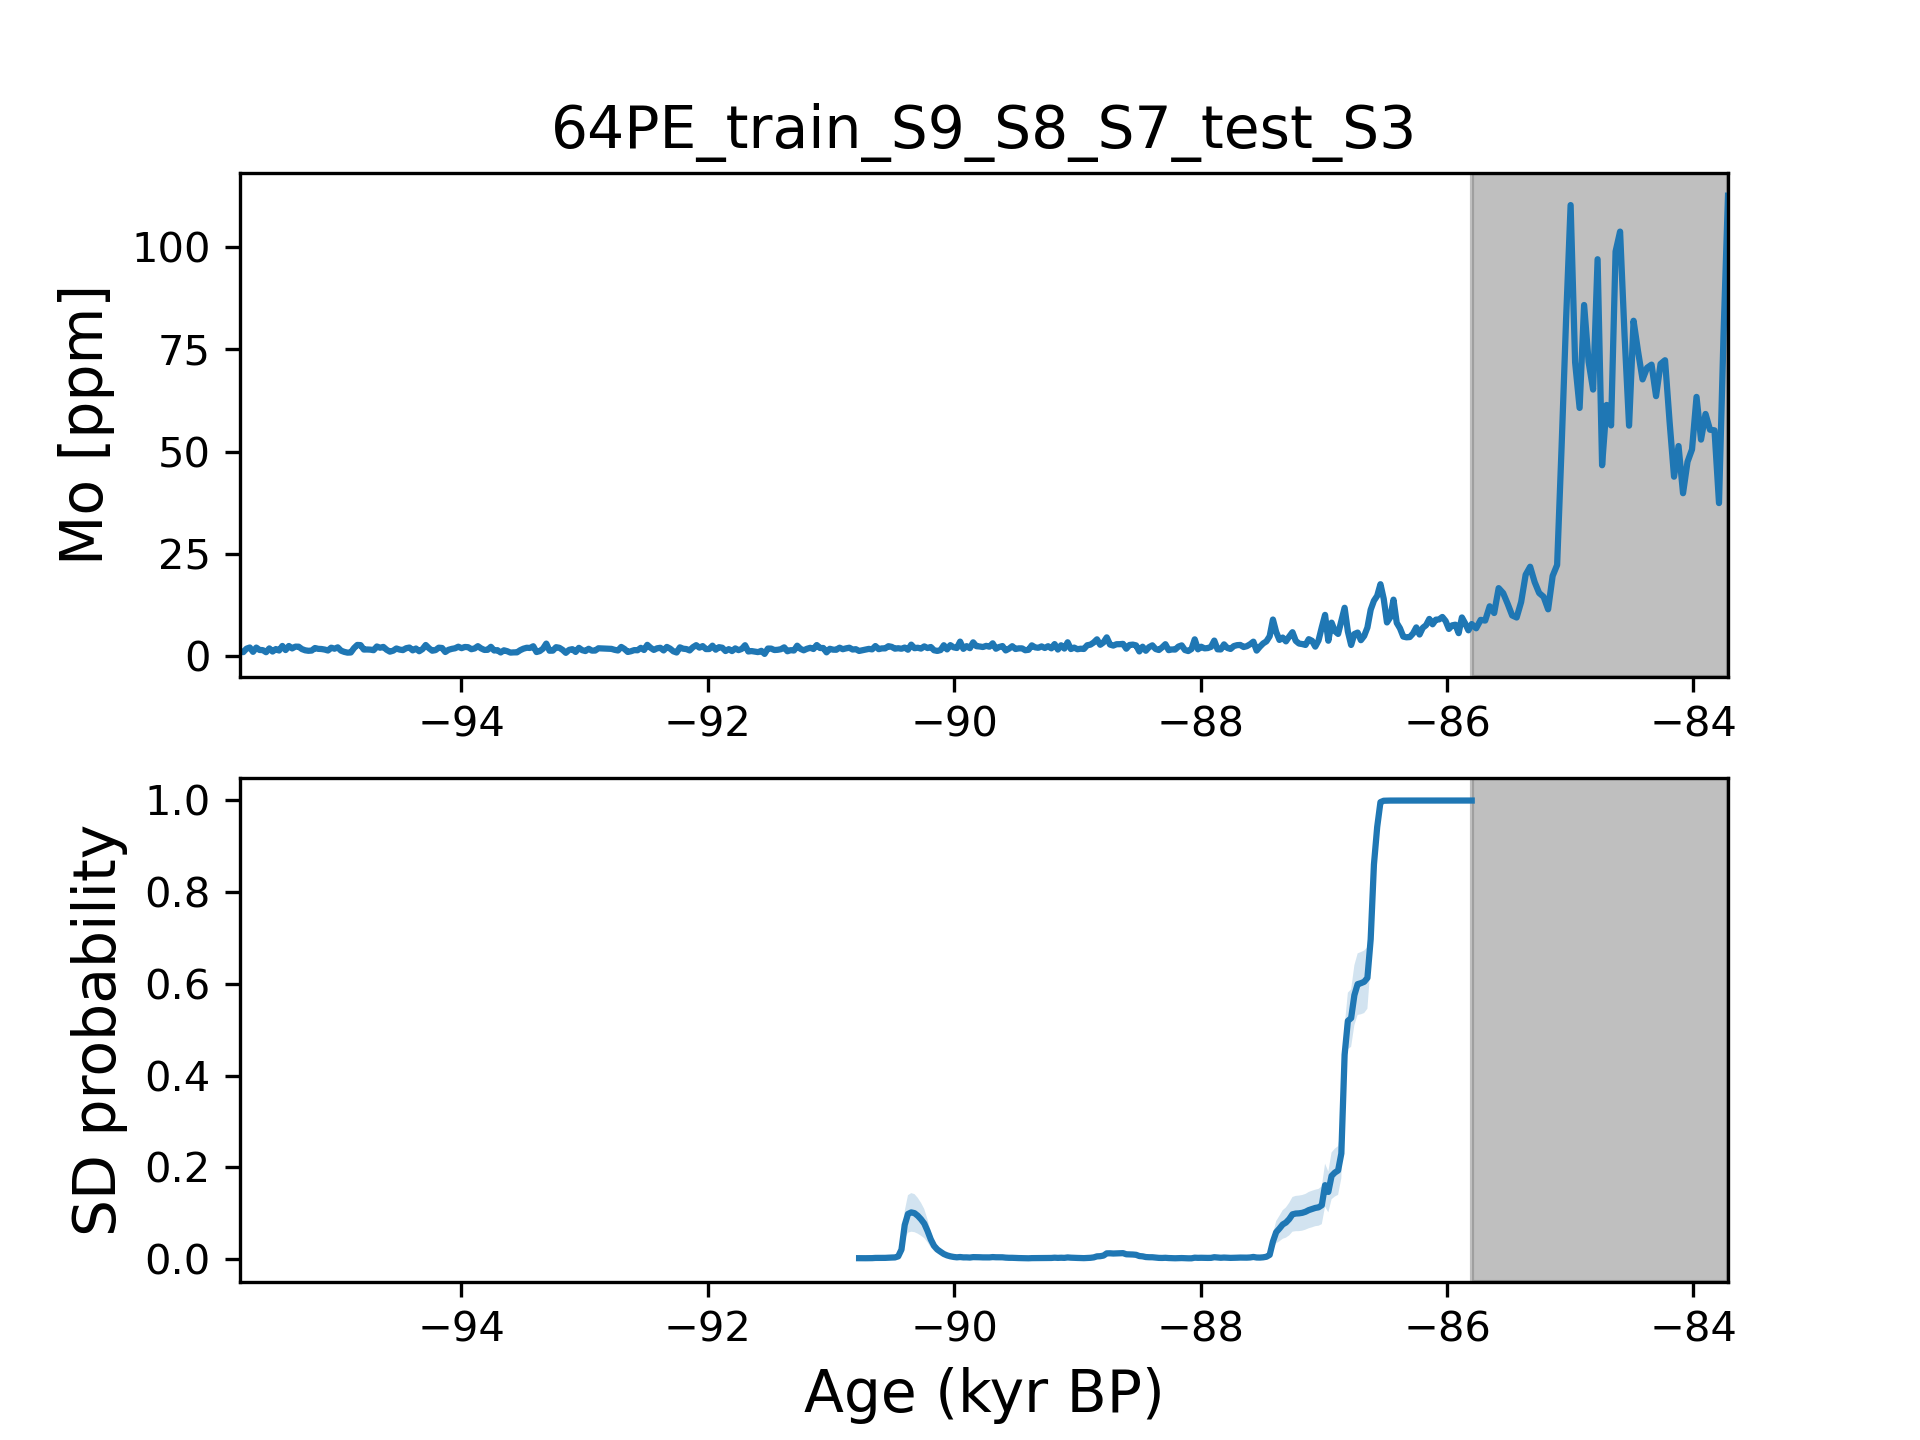 64PE_train_S9_S8_S7_test_S3
Mo [ppm]
100
75
50
25
0
−94 −92 −90 −88 −86 −84
SD probability
1.0
0.8
0.6
0.4
0.2
0.0
−94 −92 −90 −88 −86 −84
Age (kyr BP)